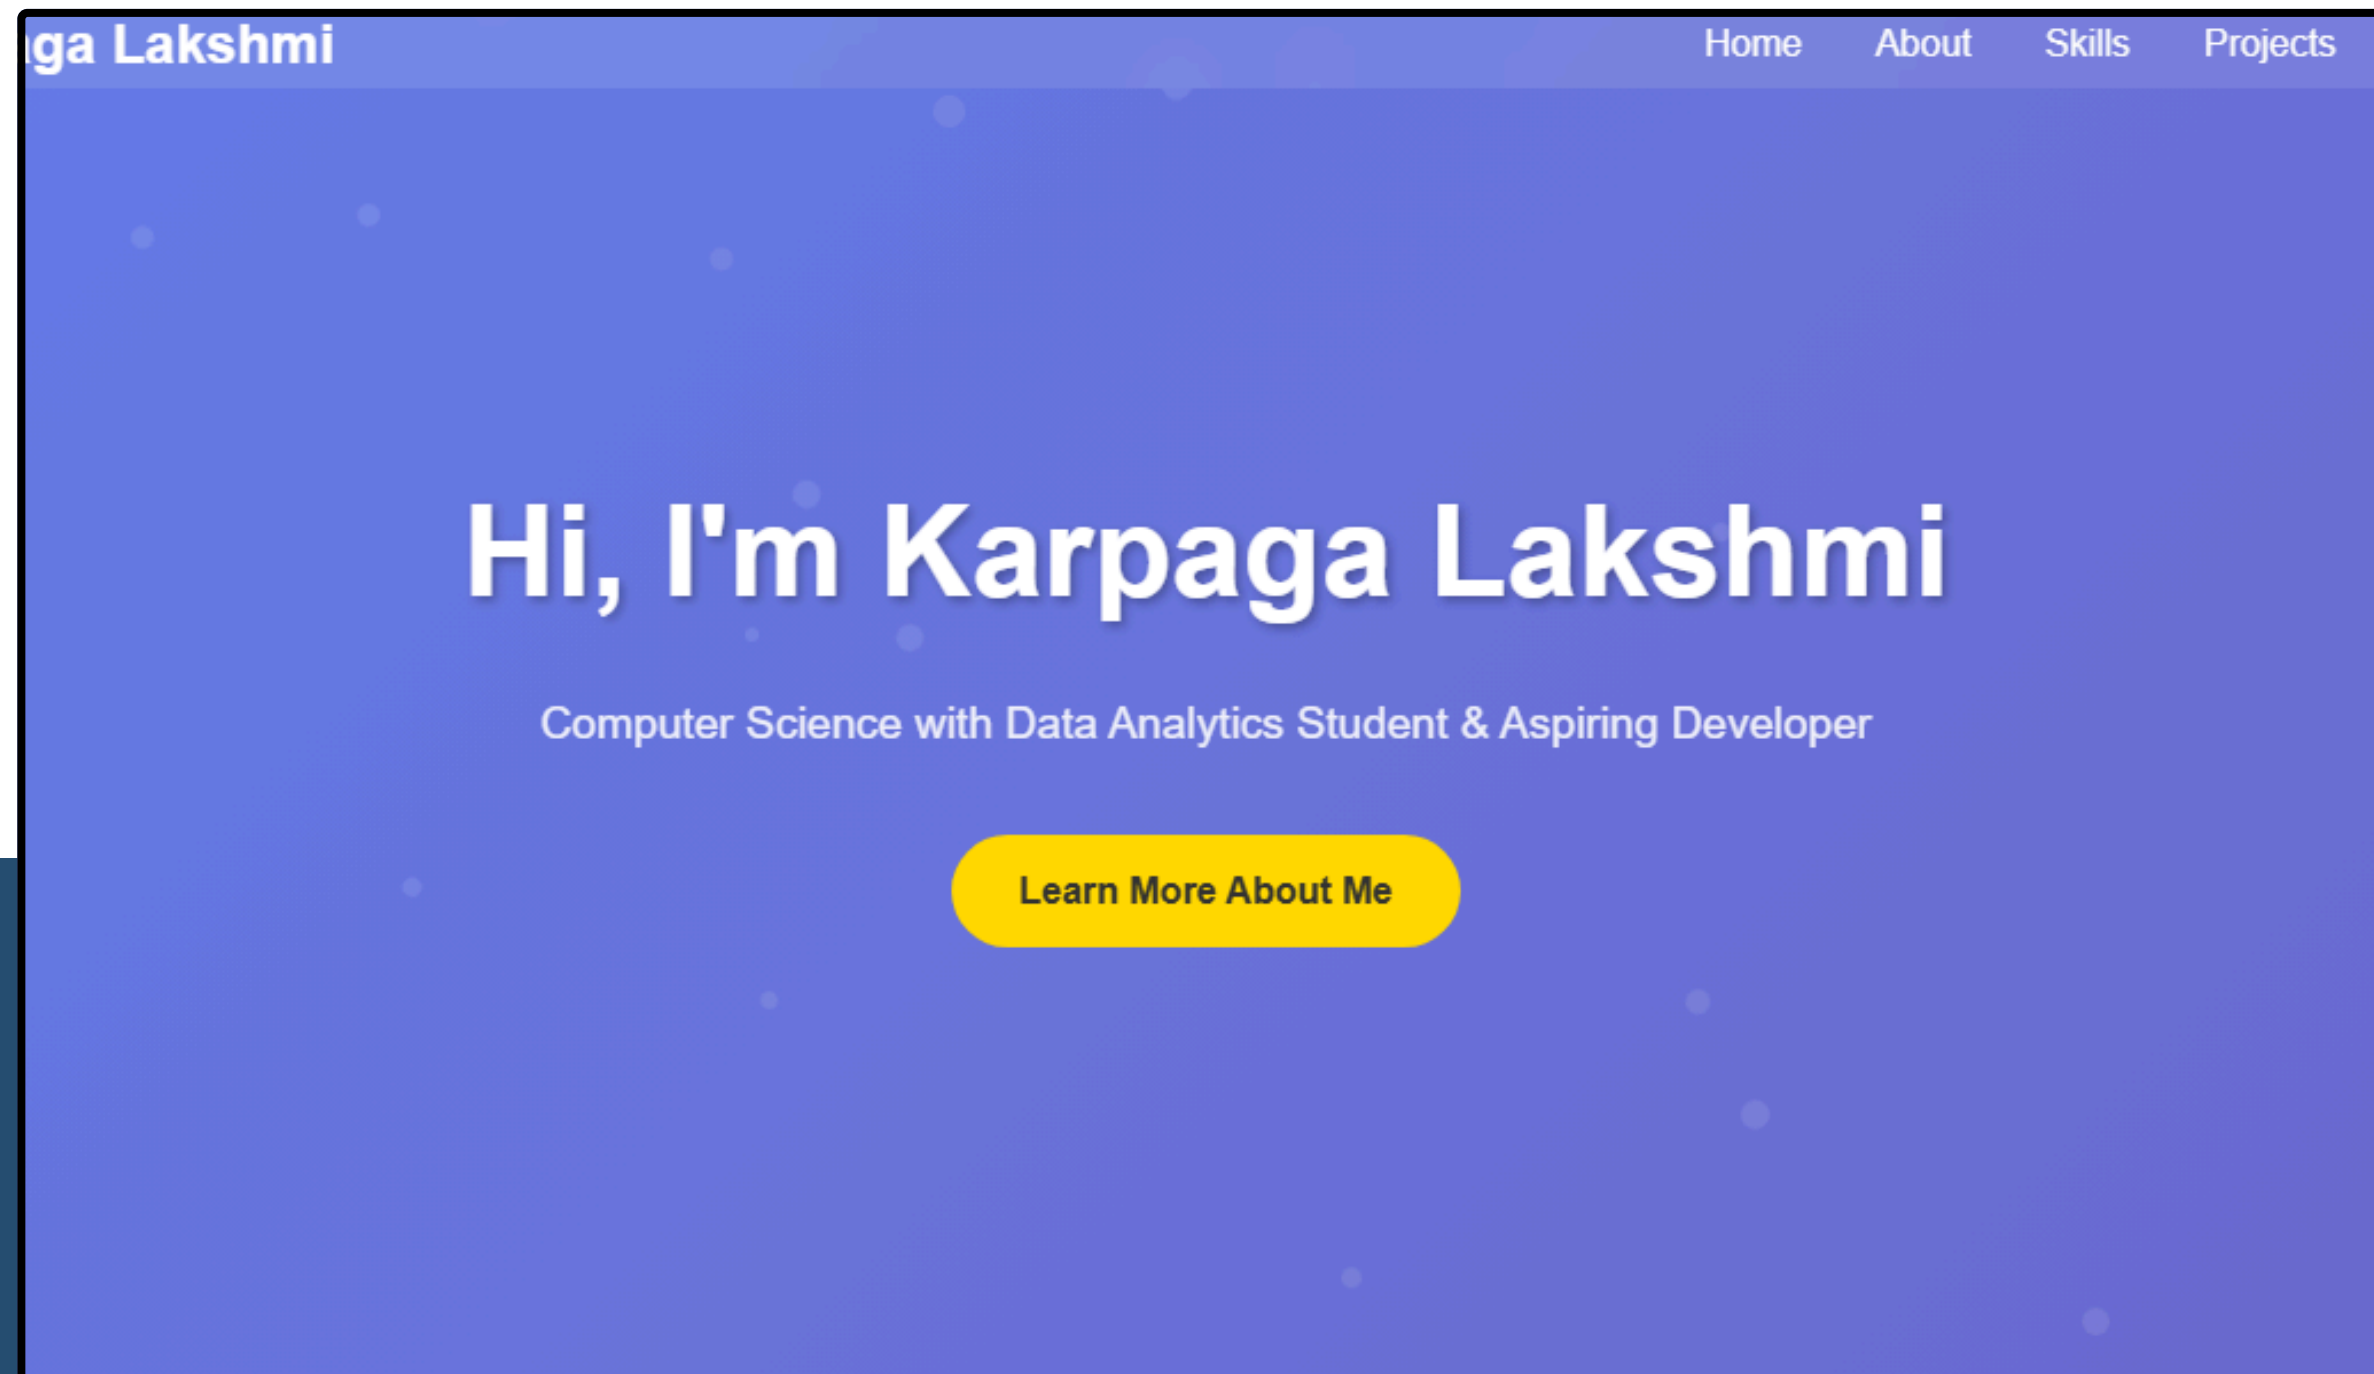 ga Lakshmi
Home About Skills Projects
Hi, I'm Karpaga Lakshmi
Computer Science with Data Analytics Student & Aspiring Developer
Learn More About Me